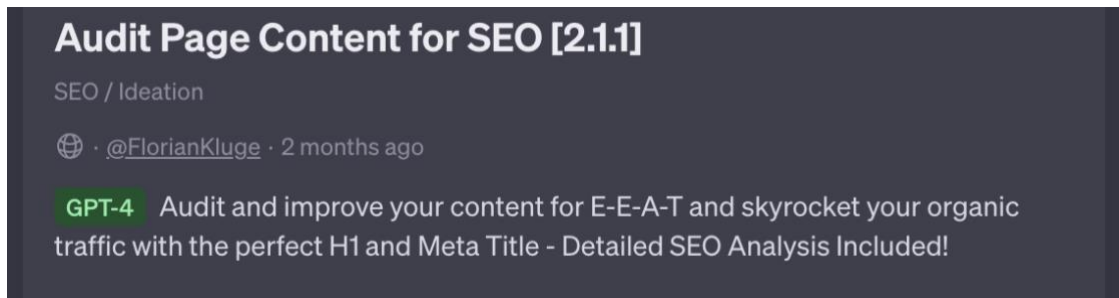 Audit Page Content for SEO [2.1.1]
SEO / Ideation
· @FlorianKluge · 2 months ago
GPT-4 Audit and improve your content for E-E-A-T and skyrocket your organic
traffic with the perfect H1 and Meta Title - Detailed SEO Analysis Included!